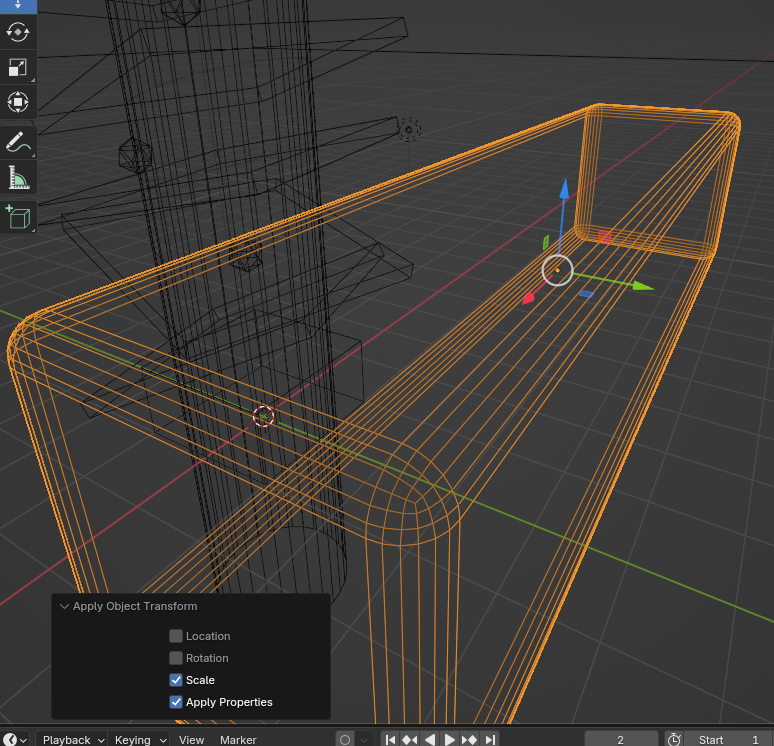 Apply Object Transform
Location
Rotation
Scale
Apply Properties
Playback Keying View Marker 2 Start 1